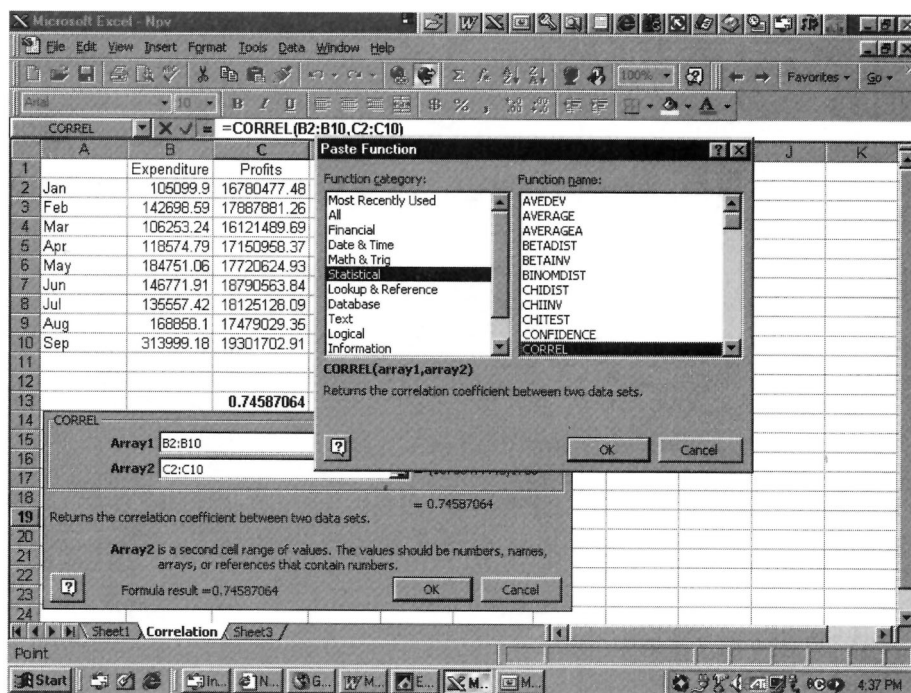 Microsoft Excel - Npv
File Edit View Insert Format Tools Data Window Help
100% Favorites Go
Arial 10 B I U $ % ,
CORREL =CORREL(B2:B10,C2:C10)
A B C J K
1 Expenditure Profits
2 Jan 105099.9 16780477.48
3 Feb 142698.59 17887881.26
4 Mar 106253.24 16121489.69
5 Apr 118574.79 17150958.37
6 May 184751.06 17720624.93
7 Jun 146771.91 18790563.84
8 Jul 135557.42 18125128.09
9 Aug 168858.1 17479029.35
10 Sep 313999.18 19301702.91
11
12
13 0.74587064
14
15
16
17
18
19
20
21
22
23
24
Paste Function
Function category:
Most Recently Used
All
Financial
Date & Time
Math & Trig
Statistical
Lookup & Reference
Database
Text
Logical
Information
Function name:
AVEDEV
AVERAGE
AVERAGEA
BETADIST
BETAINV
BINOMDIST
CHIDIST
CHIINV
CHITEST
CONFIDENCE
CORREL
CORREL(array1,array2)
Returns the correlation coefficient between two data sets.
OK Cancel
CORREL
Array1 B2:B10
Array2 C2:C10
= 0.74587064
Returns the correlation coefficient between two data sets.
Array2 is a second cell range of values. The values should be numbers, names,
arrays, or references that contain numbers.
Formula result =0.74587064
OK Cancel
Sheet1 Correlation Sheet3
Point
Start In... N... G... M... E... M... M... 4:37 PM